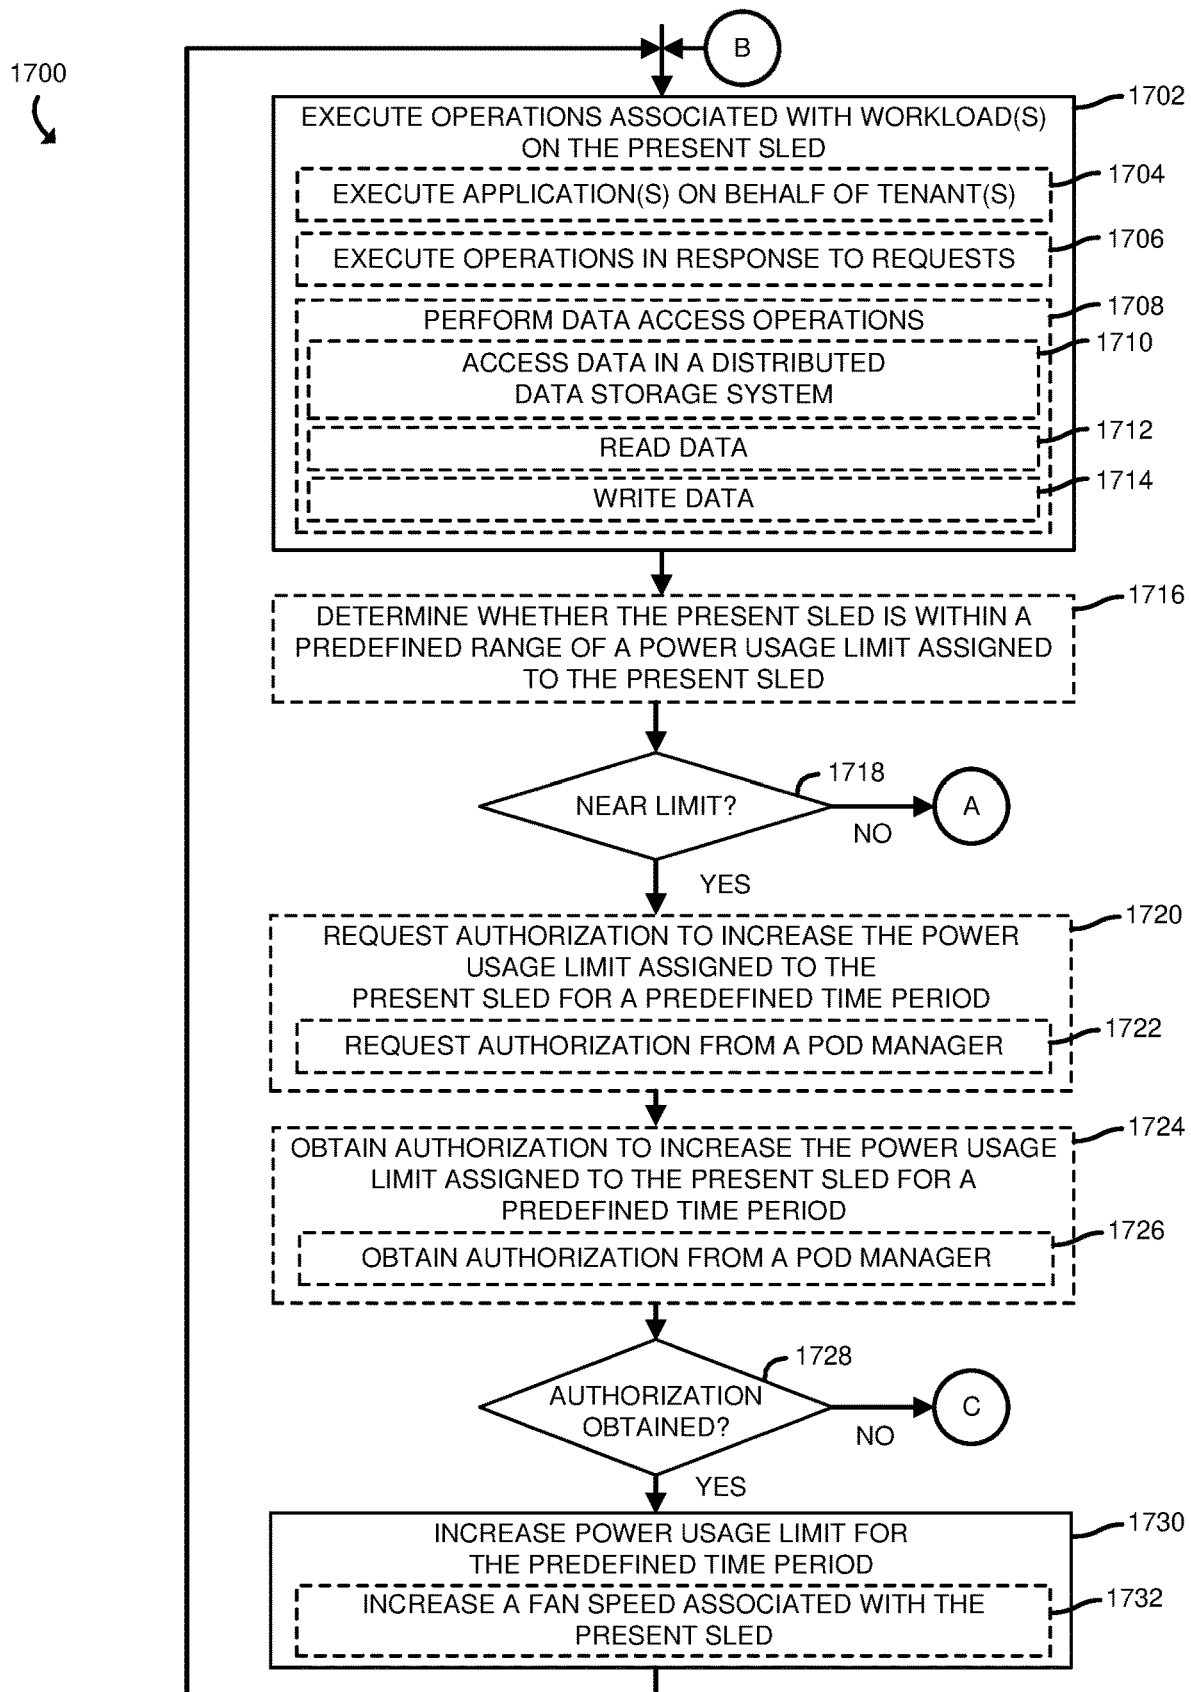 B
1700
1702
EXECUTE OPERATIONS ASSOCIATED WITH WORKLOAD(S)
ON THE PRESENT SLED
1704
EXECUTE APPLICATION(S) ON BEHALF OF TENANT(S)
1706
EXECUTE OPERATIONS IN RESPONSE TO REQUESTS
1708
PERFORM DATA ACCESS OPERATIONS
1710
ACCESS DATA IN A DISTRIBUTED
DATA STORAGE SYSTEM
1712
READ DATA
1714
WRITE DATA
1716
DETERMINE WHETHER THE PRESENT SLED IS WITHIN A
PREDEFINED RANGE OF A POWER USAGE LIMIT ASSIGNED
TO THE PRESENT SLED
1718
NEAR LIMIT?
A
NO
YES
1720
REQUEST AUTHORIZATION TO INCREASE THE POWER
USAGE LIMIT ASSIGNED TO THE
PRESENT SLED FOR A PREDEFINED TIME PERIOD
1722
REQUEST AUTHORIZATION FROM A POD MANAGER
1724
OBTAIN AUTHORIZATION TO INCREASE THE POWER USAGE
LIMIT ASSIGNED TO THE PRESENT SLED FOR A
PREDEFINED TIME PERIOD
1726
OBTAIN AUTHORIZATION FROM A POD MANAGER
1728
AUTHORIZATION
OBTAINED?
C
NO
YES
1730
INCREASE POWER USAGE LIMIT FOR
THE PREDEFINED TIME PERIOD
1732
INCREASE A FAN SPEED ASSOCIATED WITH THE
PRESENT SLED